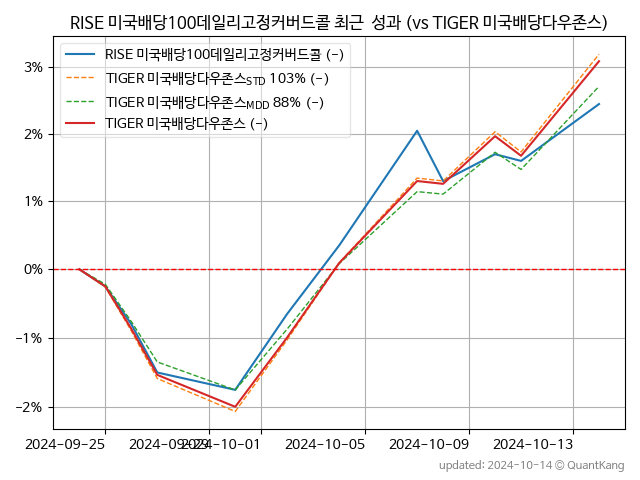 RISE 미국배당100데일리고정커버드콜 최근 성과 (vs TIGER 미국배당다우존스)
RISE 미국배당100데일리고정커버드콜 (-)
TIGER 미국배당다우존스STD 103% (-)
TIGER 미국배당다우존스MDD 88% (-)
TIGER 미국배당다우존스 (-)
3%
2%
1%
0%
-1%
-2%
2024-09-25 2024-09-29 2024-10-01 2024-10-05 2024-10-09 2024-10-13
updated: 2024-10-14 © QuantKang